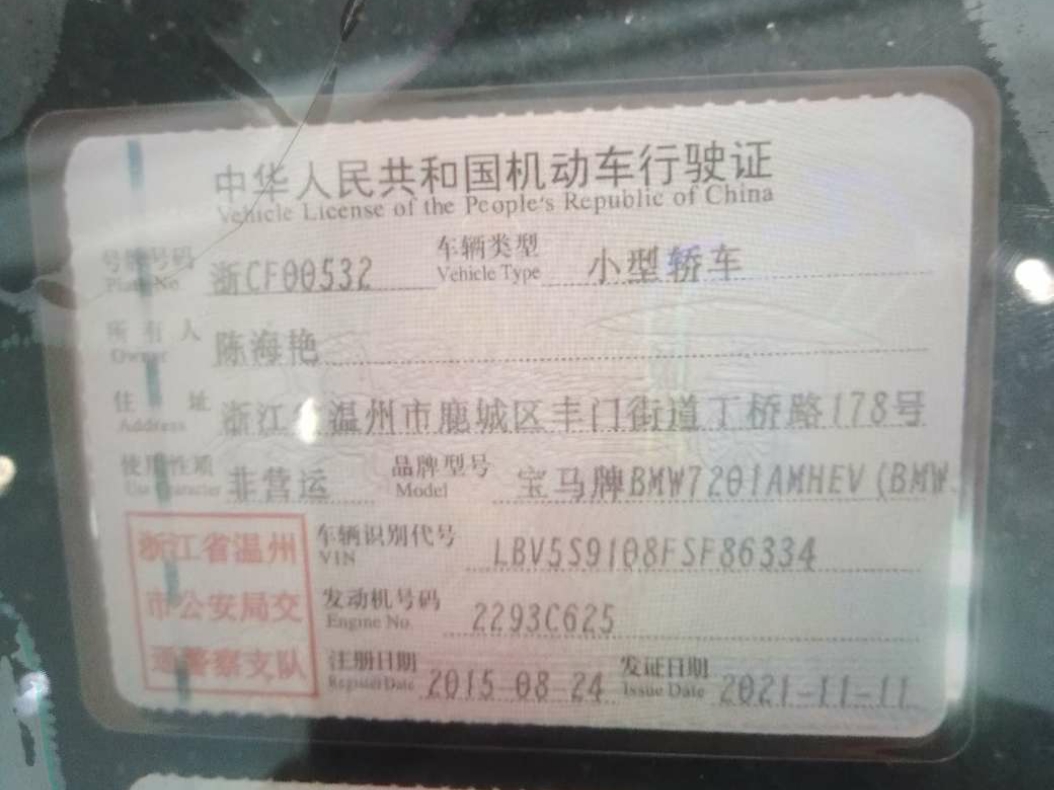 中华人民共和国机动车行驶证
Vehicle License of the People's Republic of China
号牌号码 浙CF00532 车辆类型 小型轿车
Plate No. Vehicle Type
所有人 陈海艳
Owner
住址 浙江省温州市鹿城区丰门街道丁桥路178号
Address
使用性质 非营运 品牌型号 宝马牌BMW7201AMHEV(BMW
Use Character Model
浙江省温州
市公安局交
通警察支队
车辆识别代号 LBV5S9108FSF86334
VIN
发动机号码 2293C625
Engine No.
注册日期 2015-08-24 发证日期 2021-11-11
Register Date Issue Date